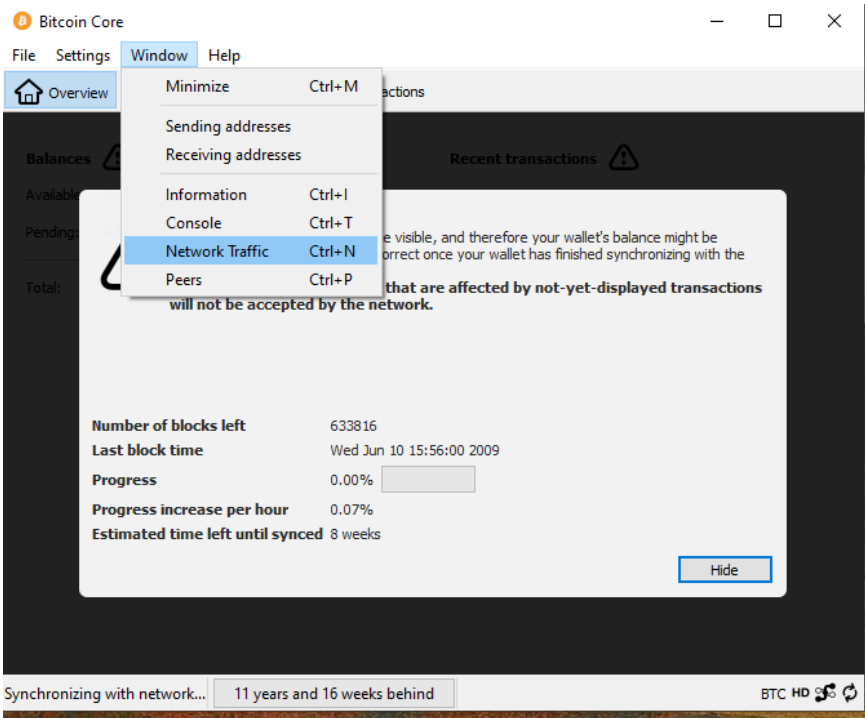 Bitcoin Core
File Settings Window Help
Overview
actions
Minimize Ctrl+M
Sending addresses
Receiving addresses
Information Ctrl+I
Console Ctrl+T
Network Traffic Ctrl+N
Peers Ctrl+P
Balances
Recent transactions
Available
Pending:
Total:
e visible, and therefore your wallet's balance might be
orrect once your wallet has finished synchronizing with the
that are affected by not-yet-displayed transactions
will not be accepted by the network.
Number of blocks left 633816
Last block time Wed Jun 10 15:56:00 2009
Progress 0.00%
Progress increase per hour 0.07%
Estimated time left until synced 8 weeks
Hide
Synchronizing with network... 11 years and 16 weeks behind BTC HD